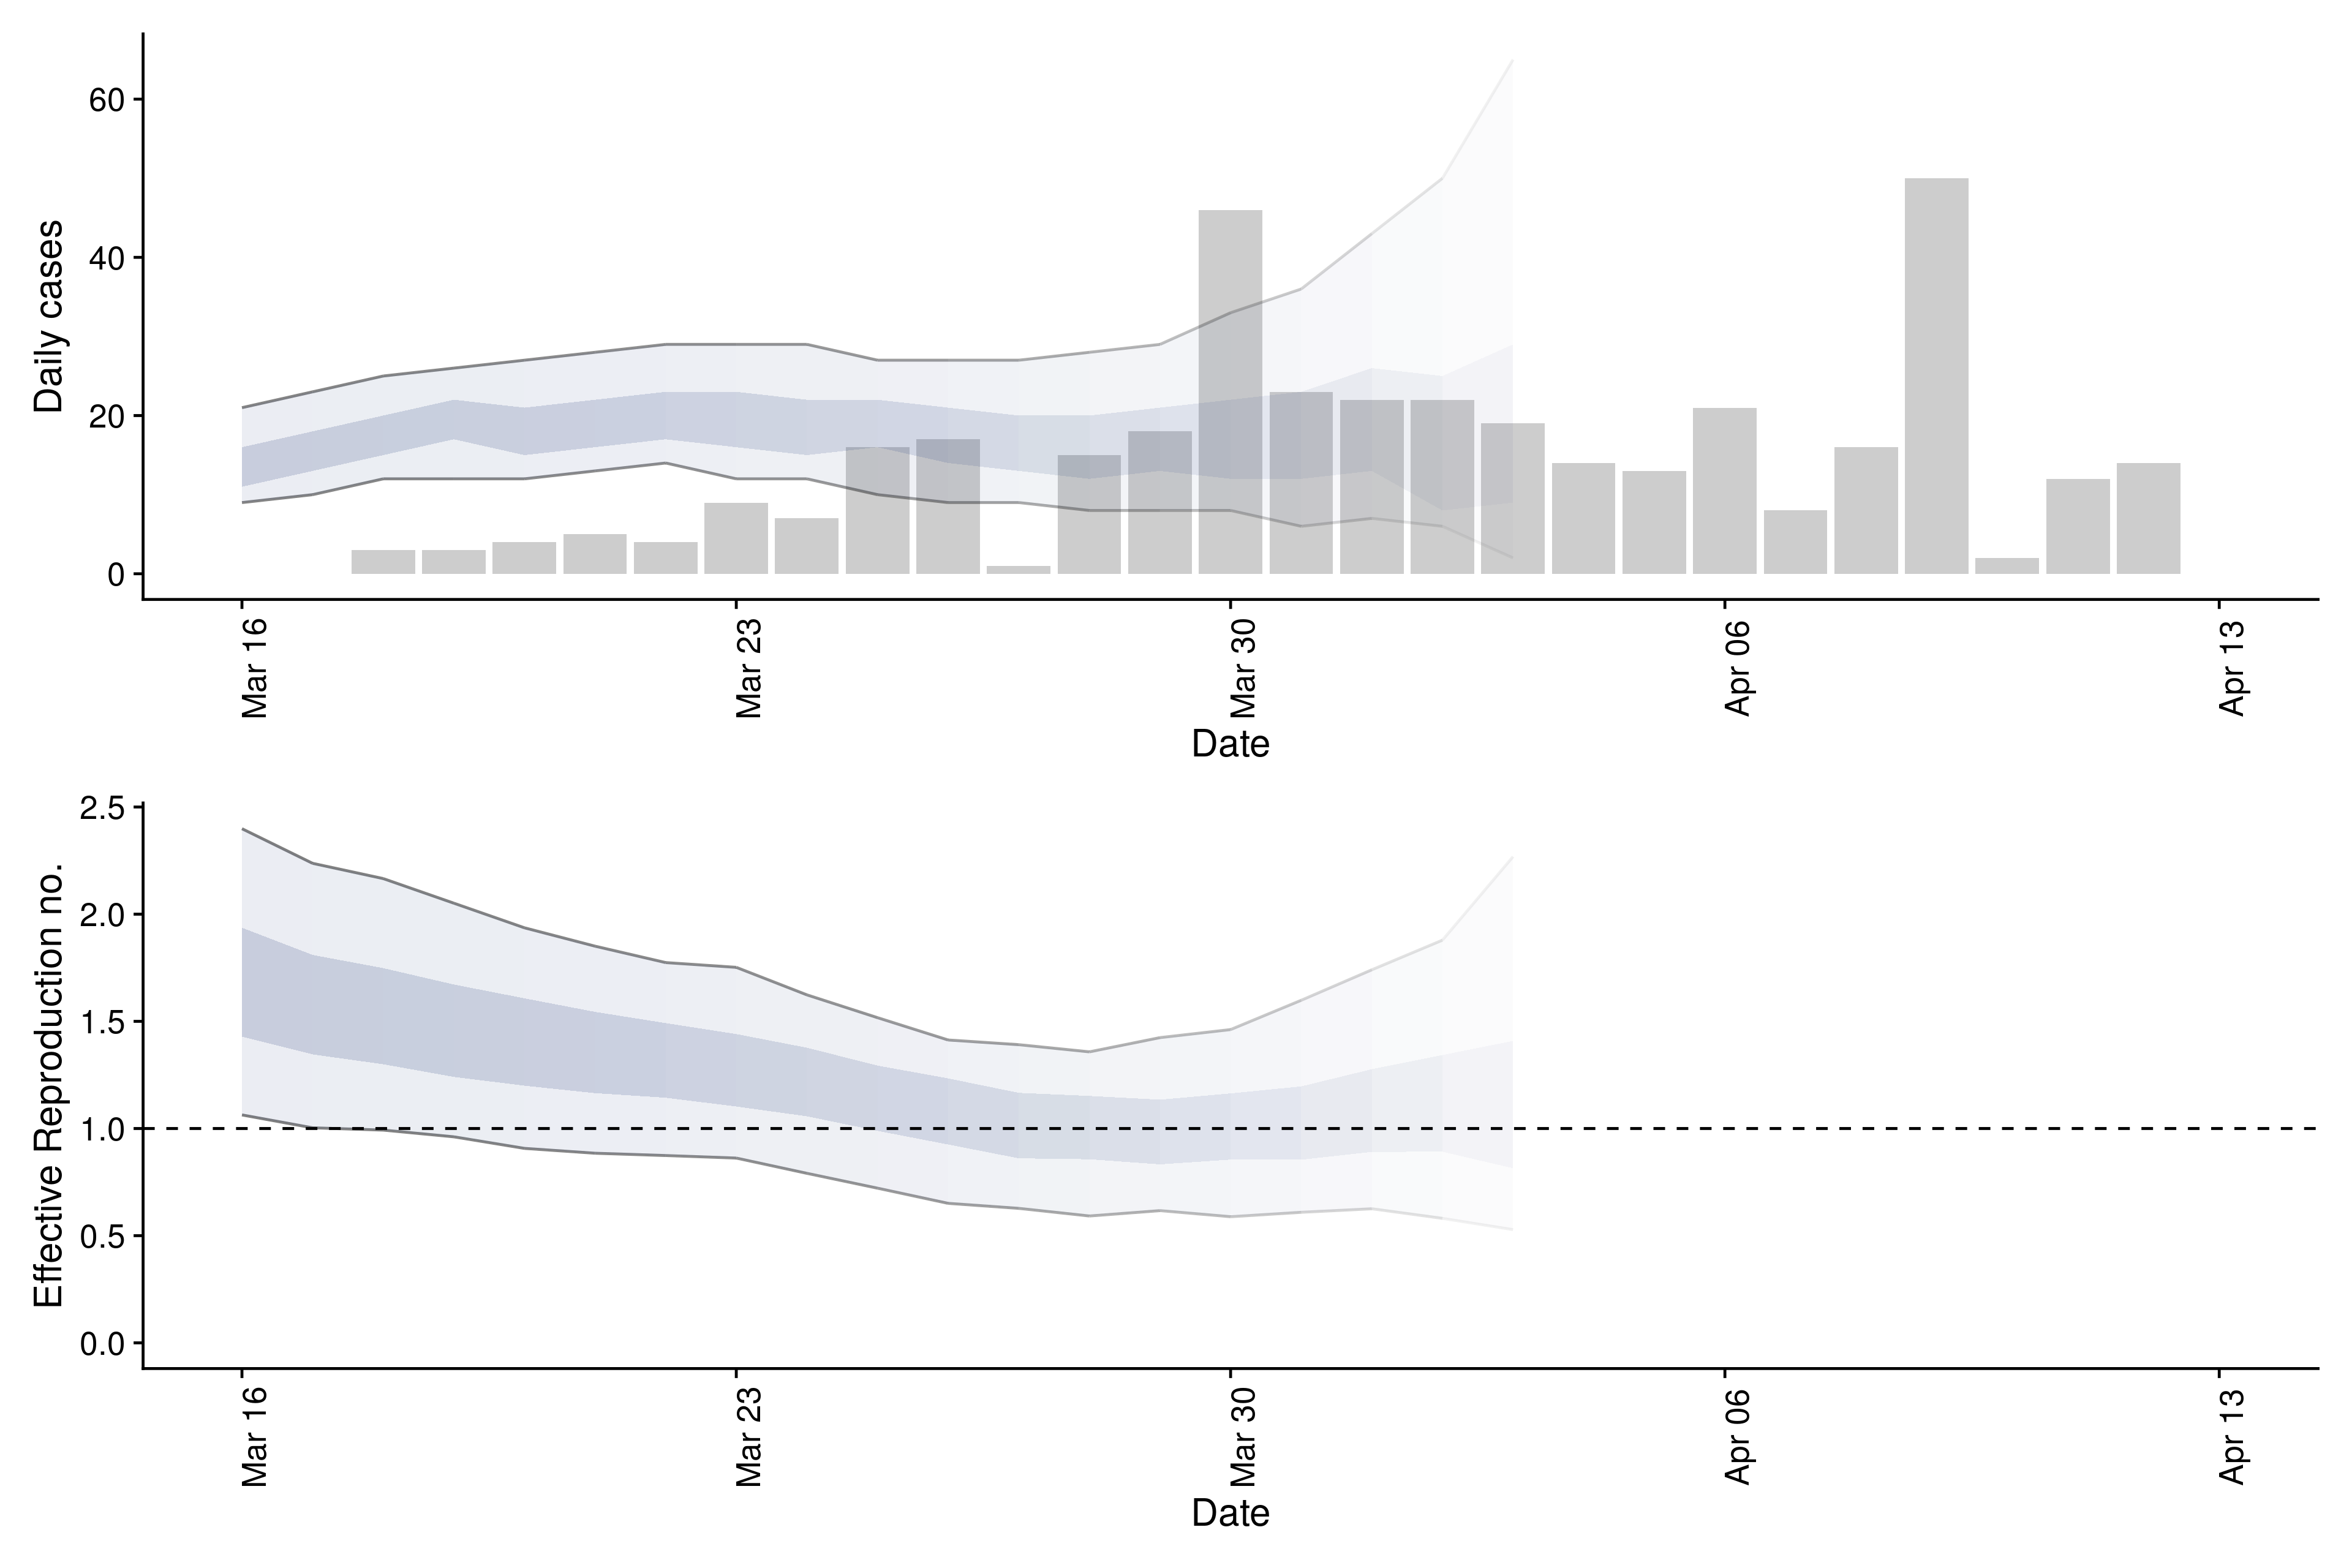 Daily cases
60
40
20
0
Mar 16
Mar 23
Mar 30
Apr 06
Apr 13
Date
Effective Reproduction no.
2.5
2.0
1.5
1.0
0.5
0.0
Mar 16
Mar 23
Mar 30
Apr 06
Apr 13
Date